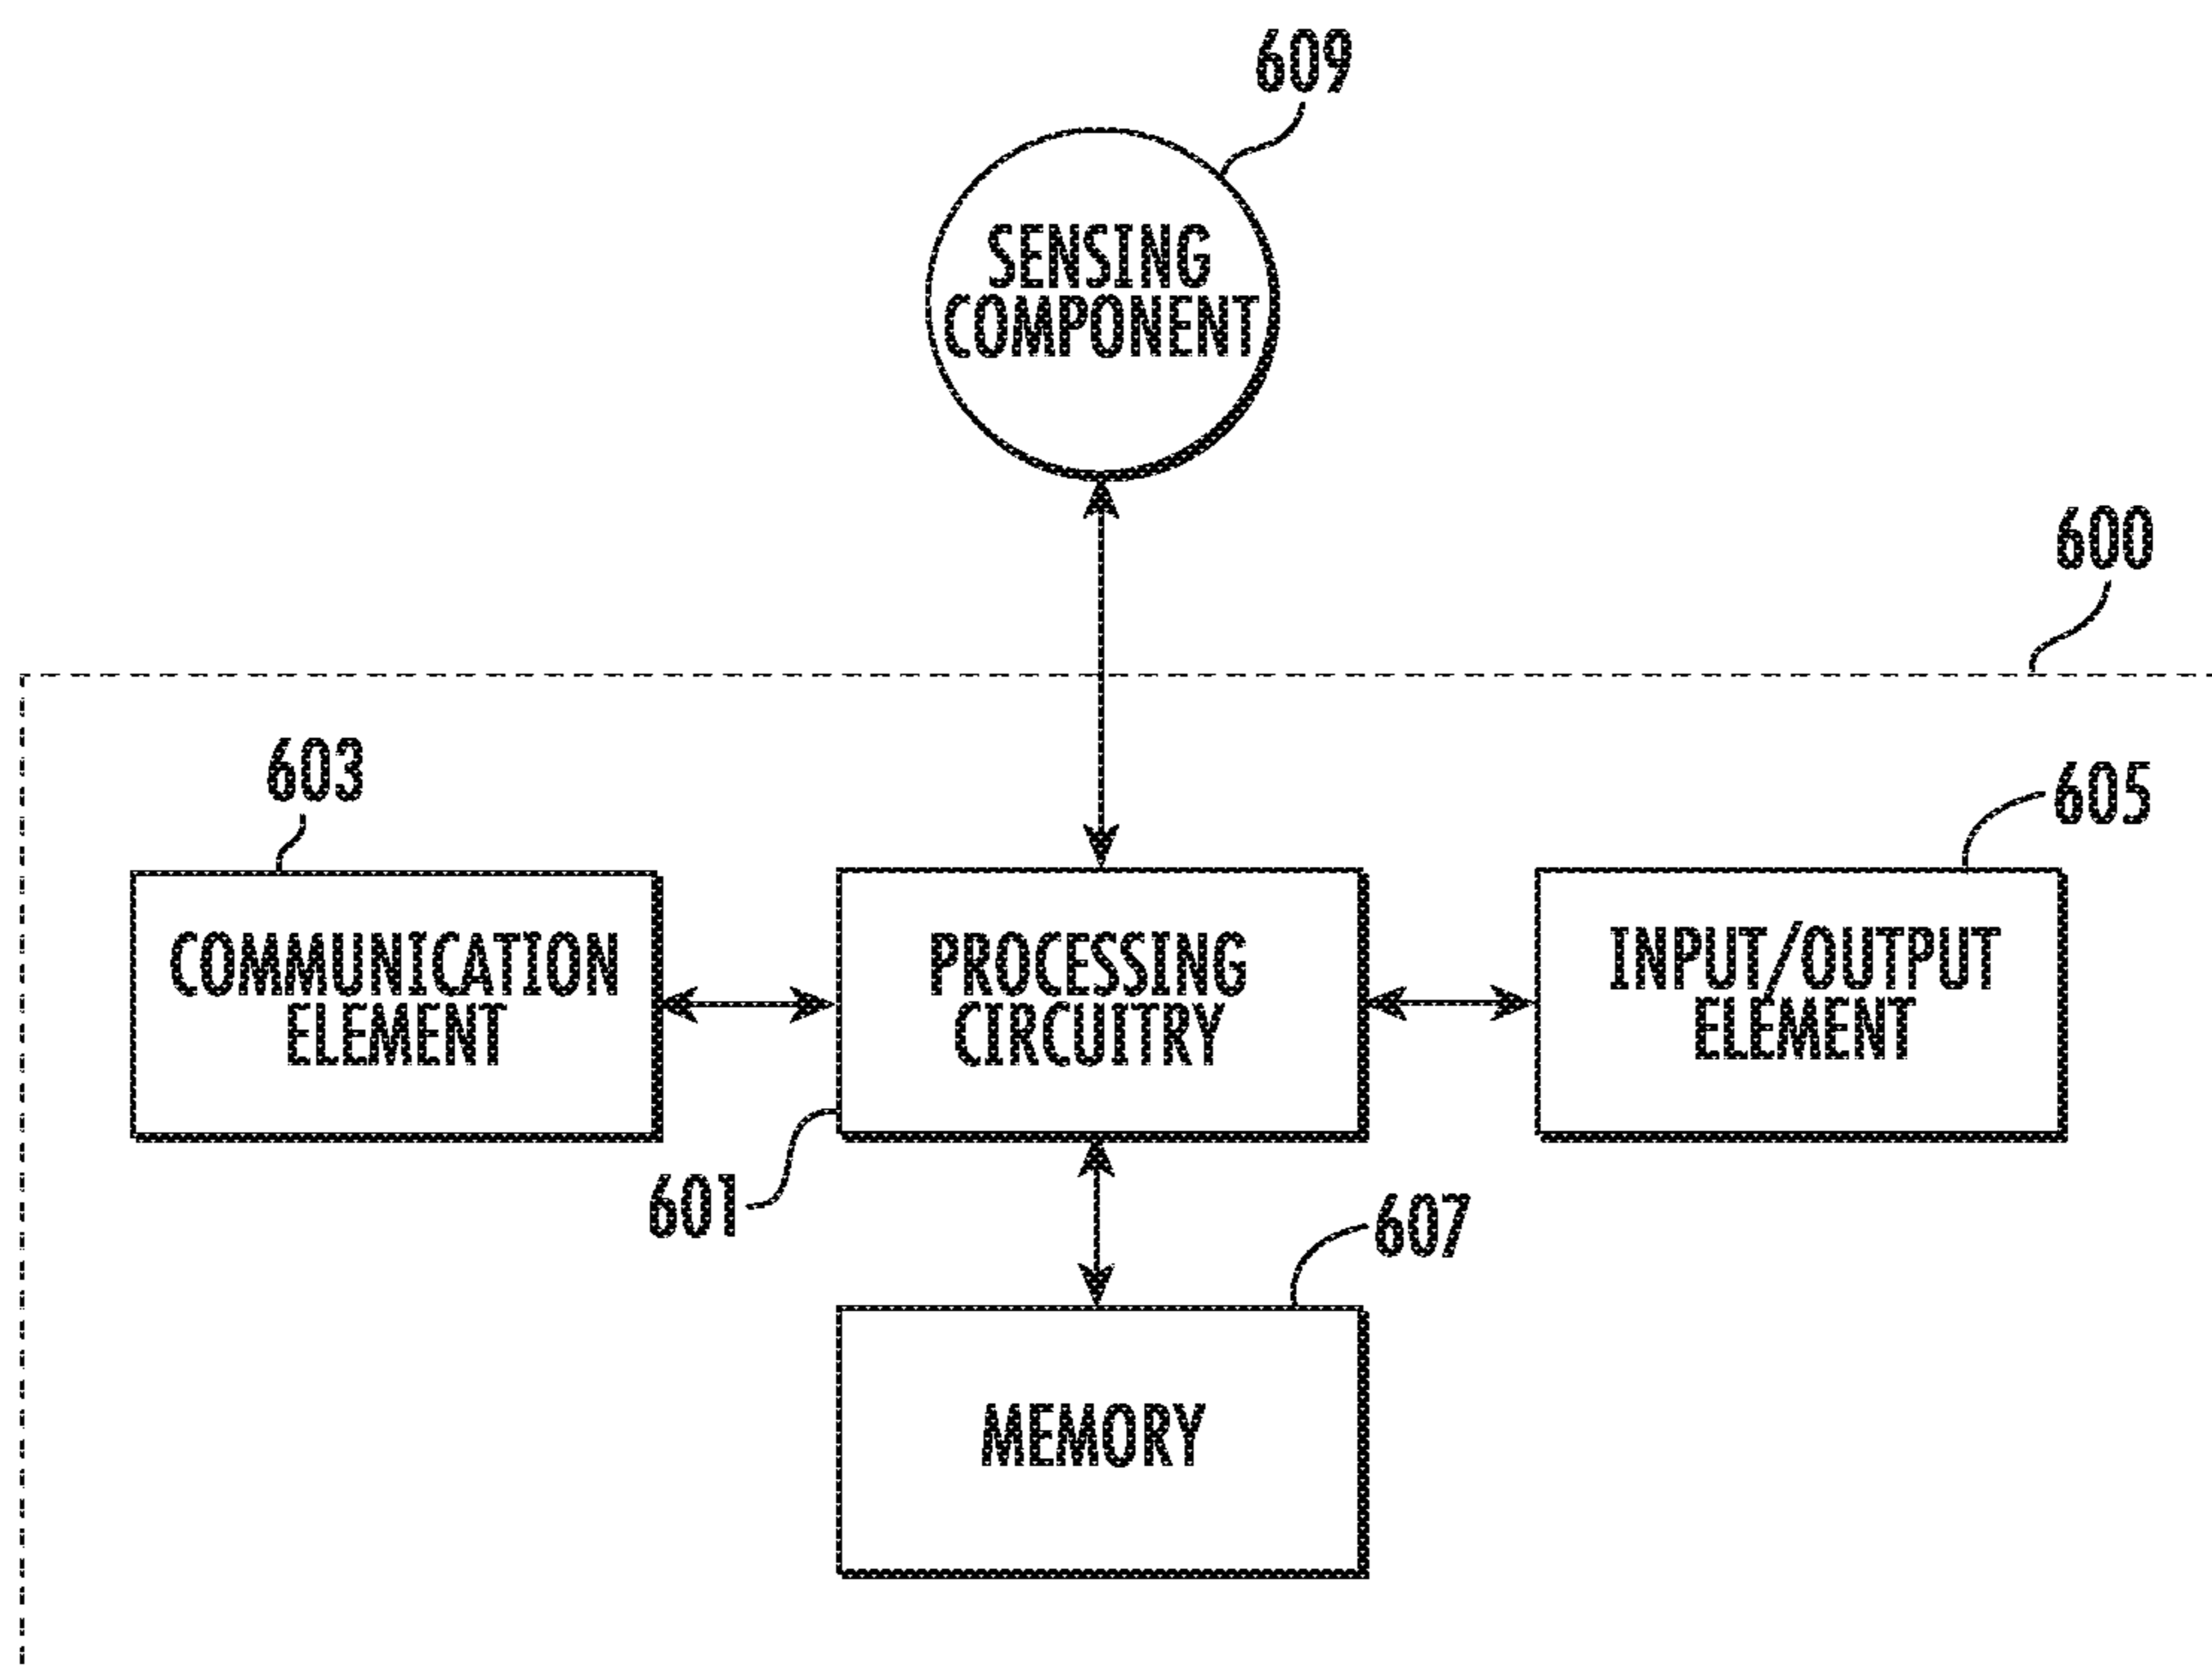 609
SENSING
COMPONENT
600
603
605
COMMUNICATION
ELEMENT
PROCESSING
CIRCUITRY
INPUT/OUTPUT
ELEMENT
601
607
MEMORY